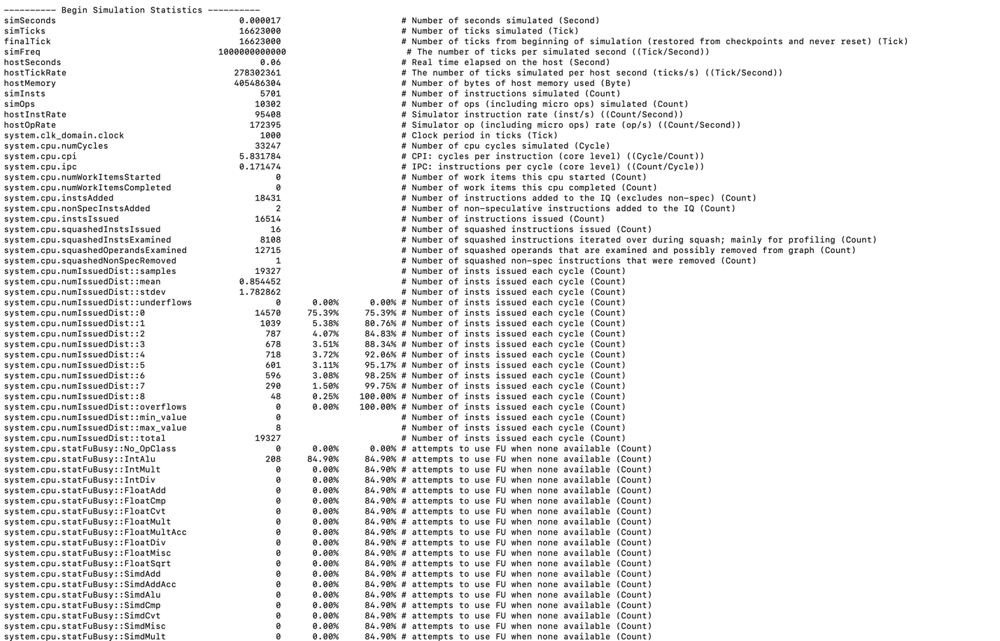 ---------- Begin Simulation Statistics ----------
simSeconds                                   0.000017                       # Number of seconds simulated (Second)
simTicks                                     16623000                       # Number of ticks simulated (Tick)
finalTick                                    16623000                       # Number of ticks from beginning of simulation (restored from checkpoints and never reset) (Tick)
simFreq                                  1000000000000                       # The number of ticks per simulated second ((Tick/Second))
hostSeconds                                      0.06                       # Real time elapsed on the host (Second)
hostTickRate                                278302361                       # The number of ticks simulated per host second (ticks/s) ((Tick/Second))
hostMemory                                  405486304                       # Number of bytes of host memory used (Byte)
simInsts                                         5701                       # Number of instructions simulated (Count)
simOps                                          10302                       # Number of ops (including micro ops) simulated (Count)
hostInstRate                                    95408                       # Simulator instruction rate (inst/s) ((Count/Second))
hostOpRate                                     172395                       # Simulator op (including micro ops) rate (op/s) ((Count/Second))
system.clk_domain.clock                          1000                       # Clock period in ticks (Tick)
system.cpu.numCycles                            33247                       # Number of cpu cycles simulated (Cycle)
system.cpu.cpi                               5.831784                       # CPI: cycles per instruction (core level) ((Cycle/Count))
system.cpu.ipc                               0.171474                       # IPC: instructions per cycle (core level) ((Count/Cycle))
system.cpu.numWorkItemsStarted                      0                       # Number of work items this cpu started (Count)
system.cpu.numWorkItemsCompleted                    0                       # Number of work items this cpu completed (Count)
system.cpu.instsAdded                           18431                       # Number of instructions added to the IQ (excludes non-spec) (Count)
system.cpu.nonSpecInstsAdded                        2                       # Number of non-speculative instructions added to the IQ (Count)
system.cpu.instsIssued                          16514                       # Number of instructions issued (Count)
system.cpu.squashedInstsIssued                     16                       # Number of squashed instructions issued (Count)
system.cpu.squashedInstsExamined                 8108                       # Number of squashed instructions iterated over during squash; mainly for profiling (Count)
system.cpu.squashedOperandsExamined             12715                       # Number of squashed operands that are examined and possibly removed from graph (Count)
system.cpu.squashedNonSpecRemoved                   1                       # Number of squashed non-spec instructions that were removed (Count)
system.cpu.numIssuedDist::samples               19327                       # Number of insts issued each cycle (Count)
system.cpu.numIssuedDist::mean               0.854452                       # Number of insts issued each cycle (Count)
system.cpu.numIssuedDist::stdev              1.782862                       # Number of insts issued each cycle (Count)
system.cpu.numIssuedDist::underflows                0      0.00%      0.00% # Number of insts issued each cycle (Count)
system.cpu.numIssuedDist::0                     14570     75.39%     75.39% # Number of insts issued each cycle (Count)
system.cpu.numIssuedDist::1                      1039      5.38%     80.76% # Number of insts issued each cycle (Count)
system.cpu.numIssuedDist::2                       787      4.07%     84.83% # Number of insts issued each cycle (Count)
system.cpu.numIssuedDist::3                       678      3.51%     88.34% # Number of insts issued each cycle (Count)
system.cpu.numIssuedDist::4                       718      3.72%     92.06% # Number of insts issued each cycle (Count)
system.cpu.numIssuedDist::5                       601      3.11%     95.17% # Number of insts issued each cycle (Count)
system.cpu.numIssuedDist::6                       596      3.08%     98.25% # Number of insts issued each cycle (Count)
system.cpu.numIssuedDist::7                       290      1.50%     99.75% # Number of insts issued each cycle (Count)
system.cpu.numIssuedDist::8                        48      0.25%    100.00% # Number of insts issued each cycle (Count)
system.cpu.numIssuedDist::overflows                 0      0.00%    100.00% # Number of insts issued each cycle (Count)
system.cpu.numIssuedDist::min_value                 0                       # Number of insts issued each cycle (Count)
system.cpu.numIssuedDist::max_value                 8                       # Number of insts issued each cycle (Count)
system.cpu.numIssuedDist::total                 19327                       # Number of insts issued each cycle (Count)
system.cpu.statFuBusy::No_OpClass                   0      0.00%      0.00% # attempts to use FU when none available (Count)
system.cpu.statFuBusy::IntAlu                     208     84.90%     84.90% # attempts to use FU when none available (Count)
system.cpu.statFuBusy::IntMult                      0      0.00%     84.90% # attempts to use FU when none available (Count)
system.cpu.statFuBusy::IntDiv                       0      0.00%     84.90% # attempts to use FU when none available (Count)
system.cpu.statFuBusy::FloatAdd                     0      0.00%     84.90% # attempts to use FU when none available (Count)
system.cpu.statFuBusy::FloatCmp                     0      0.00%     84.90% # attempts to use FU when none available (Count)
system.cpu.statFuBusy::FloatCvt                     0      0.00%     84.90% # attempts to use FU when none available (Count)
system.cpu.statFuBusy::FloatMult                    0      0.00%     84.90% # attempts to use FU when none available (Count)
system.cpu.statFuBusy::FloatMultAcc                 0      0.00%     84.90% # attempts to use FU when none available (Count)
system.cpu.statFuBusy::FloatDiv                     0      0.00%     84.90% # attempts to use FU when none available (Count)
system.cpu.statFuBusy::FloatMisc                    0      0.00%     84.90% # attempts to use FU when none available (Count)
system.cpu.statFuBusy::FloatSqrt                    0      0.00%     84.90% # attempts to use FU when none available (Count)
system.cpu.statFuBusy::SimdAdd                      0      0.00%     84.90% # attempts to use FU when none available (Count)
system.cpu.statFuBusy::SimdAddAcc                   0      0.00%     84.90% # attempts to use FU when none available (Count)
system.cpu.statFuBusy::SimdAlu                      0      0.00%     84.90% # attempts to use FU when none available (Count)
system.cpu.statFuBusy::SimdCmp                      0      0.00%     84.90% # attempts to use FU when none available (Count)
system.cpu.statFuBusy::SimdCvt                      0      0.00%     84.90% # attempts to use FU when none available (Count)
system.cpu.statFuBusy::SimdMisc                     0      0.00%     84.90% # attempts to use FU when none available (Count)
system.cpu.statFuBusy::SimdMult                     0      0.00%     84.90% # attempts to use FU when none available (Count)